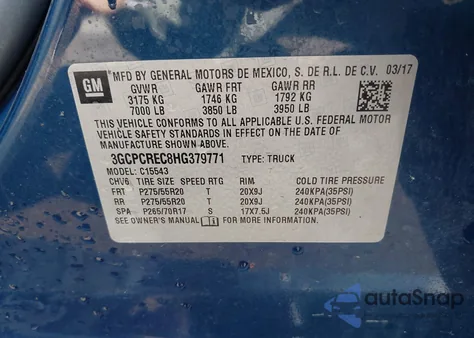 GM
MFD BY GENERAL MOTORS DE MEXICO, S. DE R.L. DE C.V. 03/17
GVWR GAWR FRT GAWR RR
3175 KG 1746 KG 1792 KG
7000 LB 3850 LB 3950 LB
THIS VEHICLE CONFORMS TO ALL APPLICABLE U.S. FEDERAL MOTOR
VEHICLE SAFETY STANDARDS IN EFFECT ON THE DATE OF
MANUFACTURE SHOWN ABOVE.
3GCPCREC8HG379771 TYPE: TRUCK
MODEL: C15543
CHV6 TIRE SIZE SPEED RTG RIM COLD TIRE PRESSURE
FRT P275/55R20 T 20X9J 240KPA(35PSI)
RR P275/55R20 T 20X9J 240KPA(35PSI)
SPA P265/70R17 S 17X7.5J 240KPA(35PSI)
SEE OWNER'S MANUAL FOR MORE INFORMATION.
autoSnap